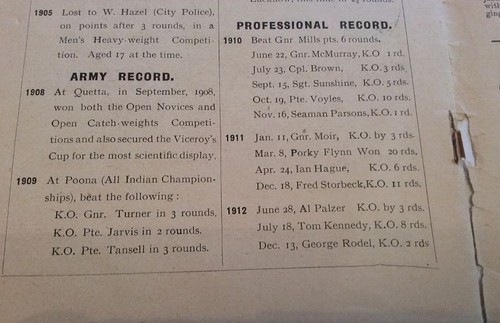 1905 Lost to W. Hazel (City Police),
on points after 3 rounds, in a
Men's Heavy-weight Competi-
tion. Aged 17 at the time.
ARMY RECORD.
1908 At Quetta, in September, 1908,
won both the Open Novices and
Open Catch-weights Competi-
tions and also secured the Viceroy's
Cup for the most scientific display.
1909 At Poona (All Indian Champion-
ships), beat the following :
K.O. Gnr. Turner in 3 rounds.
K.O. Pte. Jarvis in 2 rounds.
K.O. Pte. Tansell in 3 rounds.
PROFESSIONAL RECORD.
1910 Beat Gnr Mills pts. 6 rounds,
June 22, Gnr. McMurray, K.O 1 rd.
July 23, Cpl. Brown, K.O. 3 rds
Sept. 15, Sgt. Sunshine, K.O. 5 rds.
Oct. 19, Pte. Voyles, K.O. 10 rds.
Nov. 16, Seaman Parsons, K.O. 1 rd.
1911 Jan. 11, Gnr. Moir, K.O. by 3 rds.
Mar. 8, Porky Flynn Won 20 rds,
Apr. 24, Ian Hague, K.O. 6 rds.
Dec. 18, Fred Storbeck, K.O. 11 rds.
1912 June 28, Al Palzer K.O. by 3 rds.
July 18, Tom Kennedy, K.O. 8 rds.
Dec. 13, George Rodel, K.O. 2 rds